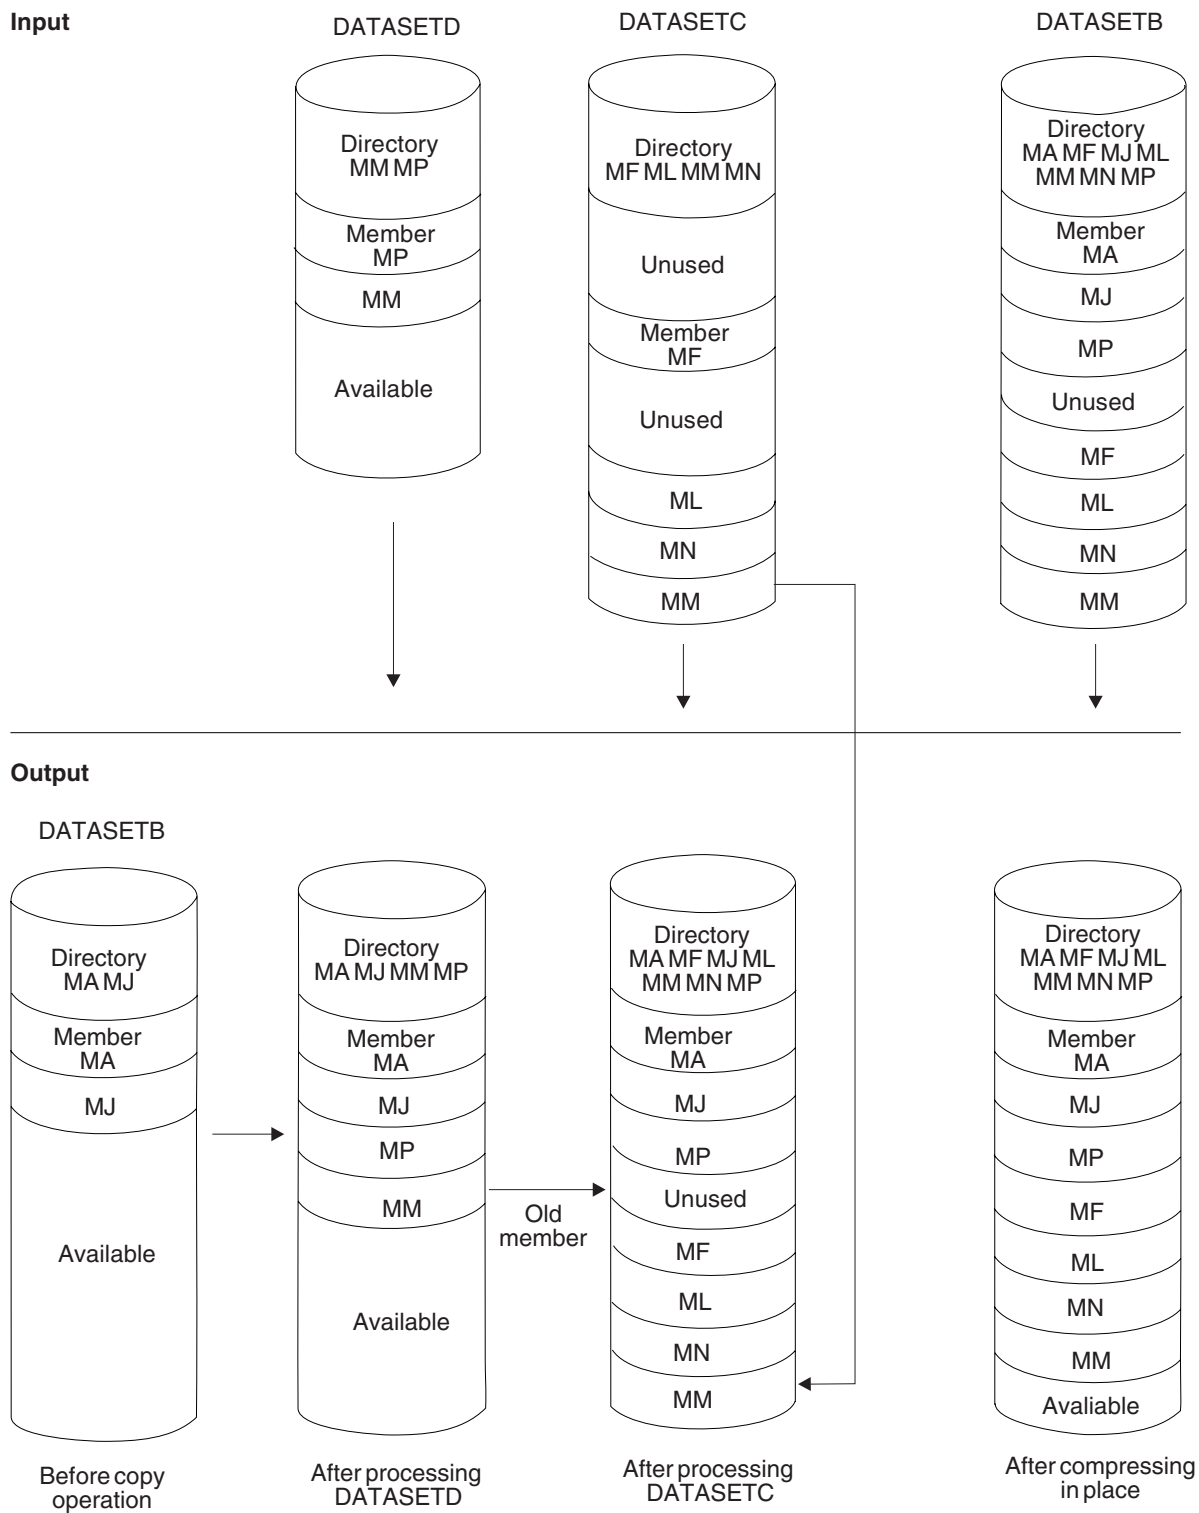 Input
DATASETD
DATASETC
DATASETB
Directory
MM MP
Member
MP
MM
Available
Directory
MF ML MM MN
Unused
Member
MF
Unused
ML
MN
MM
Directory
MA MF MJ ML
MM MN MP
Member
MA
MJ
MP
Unused
MF
ML
MN
MM
Output
DATASETB
Directory
MA MJ
Member
MA
MJ
Available
Before copy
operation
Directory
MA MJ MM MP
Member
MA
MJ
MP
MM
Available
After processing
DATASETD
Old
member
Directory
MA MF MJ ML
MM MN MP
Member
MA
MJ
MP
Unused
MF
ML
MN
MM
After processing
DATASETC
Directory
MA MF MJ ML
MM MN MP
Member
MA
MJ
MP
MF
ML
MN
MM
Avaliable
After compressing
in place